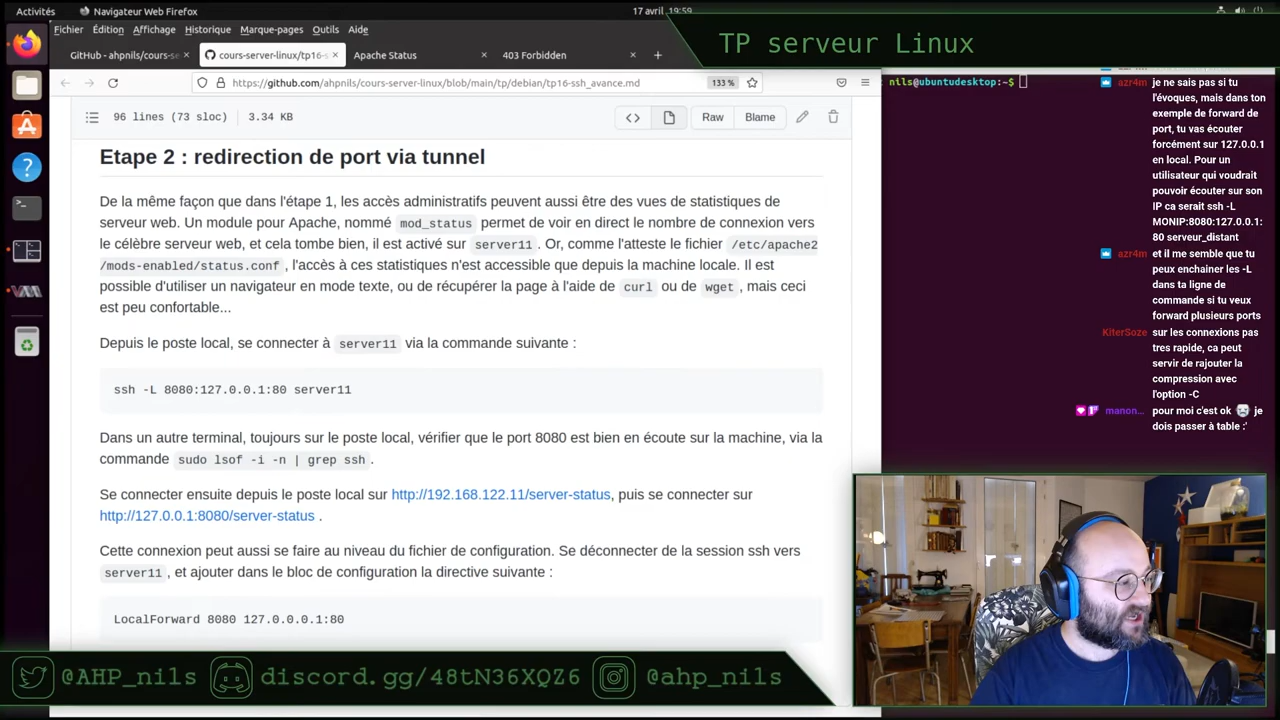 Activités
Navigateur Web Firefox
17 avril 19:59
TP serveur Linux
Fichier Édition Affichage Historique Marque-pages Outils Aide
GitHub - ahpnils/cours-se
cours-server-linux/tp16-s
Apache Status
403 Forbidden
https://github.com/ahpnils/cours-server-linux/blob/main/tp/debian/tp16-ssh_avance.md
133 %
96 lines (73 sloc) 3.34 KB
Raw Blame
Etape 2 : redirection de port via tunnel
De la même façon que dans l'étape 1, les accès administratifs peuvent aussi être des vues de statistiques de
serveur web. Un module pour Apache, nommé mod_status permet de voir en direct le nombre de connexion vers
le célèbre serveur web, et cela tombe bien, il est activé sur server11. Or, comme l'atteste le fichier /etc/apache2
/mods-enabled/status.conf, l'accès à ces statistiques n'est accessible que depuis la machine locale. Il est
possible d'utiliser un navigateur en mode texte, ou de récupérer la page à l'aide de curl ou de wget, mais ceci
est peu confortable...
Depuis le poste local, se connecter à server11 via la commande suivante :
ssh -L 8080:127.0.0.1:80 server11
Dans un autre terminal, toujours sur le poste local, vérifier que le port 8080 est bien en écoute sur la machine, via la
commande sudo lsof -i -n | grep ssh.
Se connecter ensuite depuis le poste local sur http://192.168.122.11/server-status, puis se connecter sur
http://127.0.0.1:8080/server-status .
Cette connexion peut aussi se faire au niveau du fichier de configuration. Se déconnecter de la session ssh vers
server11, et ajouter dans le bloc de configuration la directive suivante :
LocalForward 8080 127.0.0.0.1:80
nils@ubuntudesktop:~$
azr4m je ne sais pas si tu
l'évoques, mais dans ton
exemple de forward de
port, tu vas écouter
forcément sur 127.0.0.1
en local. Pour un
utilisateur qui voudrait
pouvoir écouter sur son
IP ca serait ssh -L
MONIP:8080:127.0.0.1:
80 serveur_distant
azr4m et il me semble que tu
peux enchainer les -L
dans ta ligne de
commande si tu veux
forward plusieurs ports
KiterSoze sur les connexions pas
tres rapide, ca peut
servir de rajouter la
compression avec
l'option -C
manon... pour moi c'est ok je
dois passer à table :'
@AHP_nils
discord.gg/48tN36XQZ6
@ahp_nils